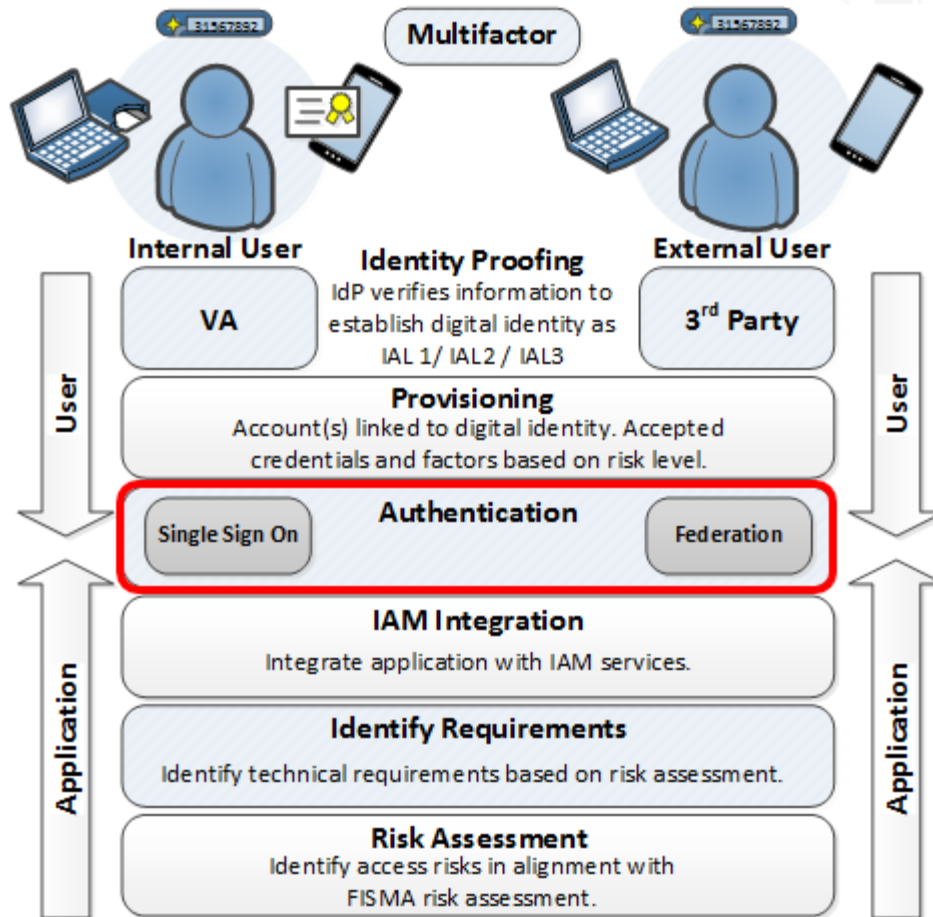 31567892
Multifactor
31567892
Internal User
External User
VA
Identity Proofing
IdP verifies information to
establish digital identity as
IAL 1/ IAL2 / IAL3
3rd Party
User
User
Provisioning
Account(s) linked to digital identity. Accepted
credentials and factors based on risk level.
Single Sign On
Authentication
Federation
Application
Application
IAM Integration
Integrate application with IAM services.
Identify Requirements
Identify technical requirements based on risk assessment.
Risk Assessment
Identify access risks in alignment with
FISMA risk assessment.